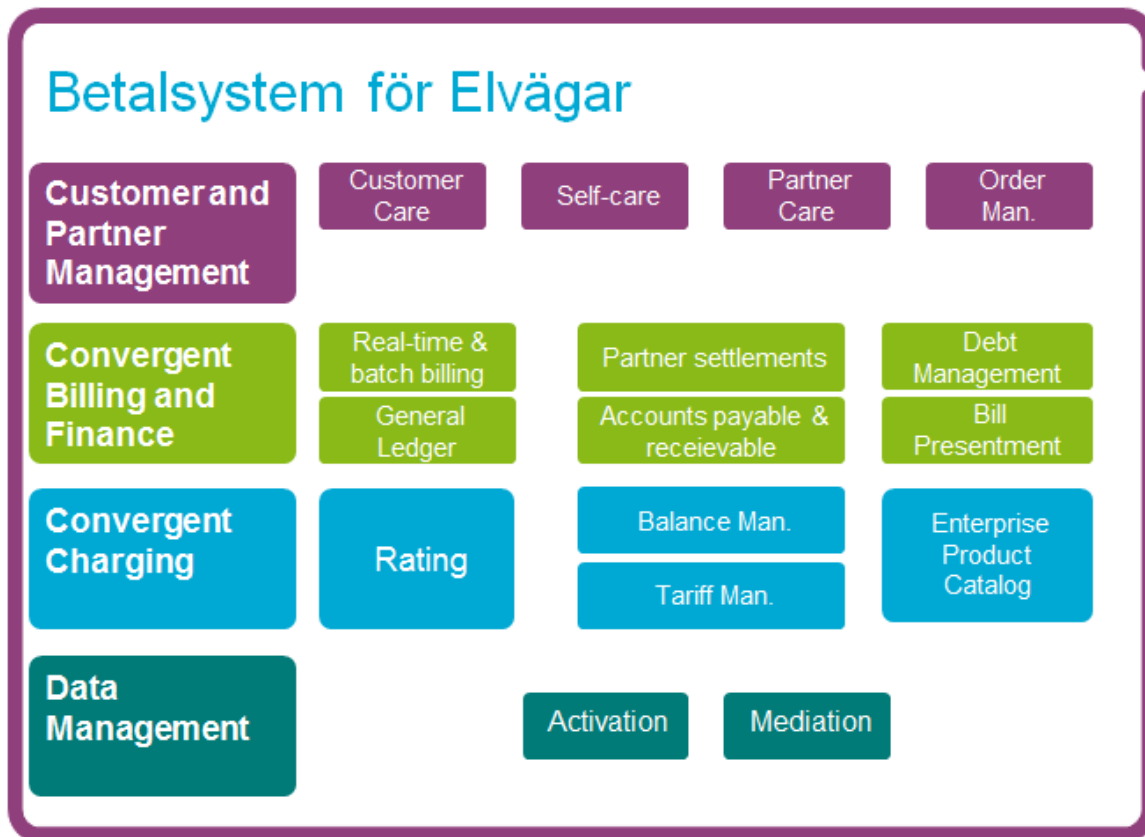 Betalsystem för Elvägar
Customer and
Partner
Management
Customer
Care
Self-care
Partner
Care
Order
Man.
Convergent
Billing and
Finance
Real-time &
batch billing
Partner settlements
Debt
Management
General
Ledger
Accounts payable &
receievable
Bill
Presentment
Convergent
Charging
Rating
Balance Man.
Tariff Man.
Enterprise
Product
Catalog
Data
Management
Activation
Mediation